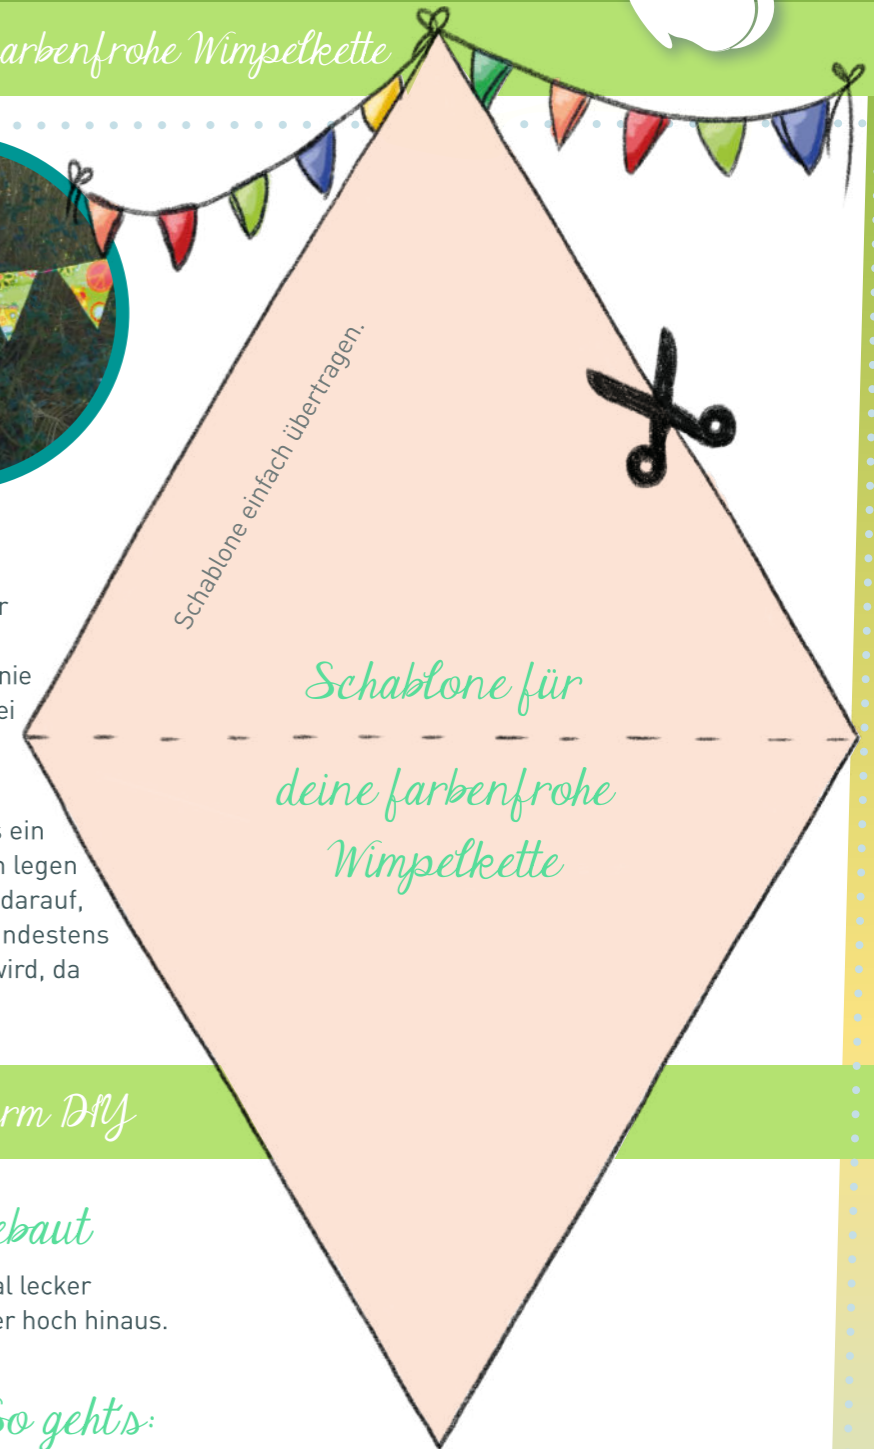 arbenfrohe Wimpelkette
Schablone einfach übertragen.
r
nie
ei
Schablone für
deine farbenfrohe
Wimpelkette
s ein
n legen
darauf,
ndestens
wird, da
rm DIY
ebaut
al lecker
er hoch hinaus.
So geht's: